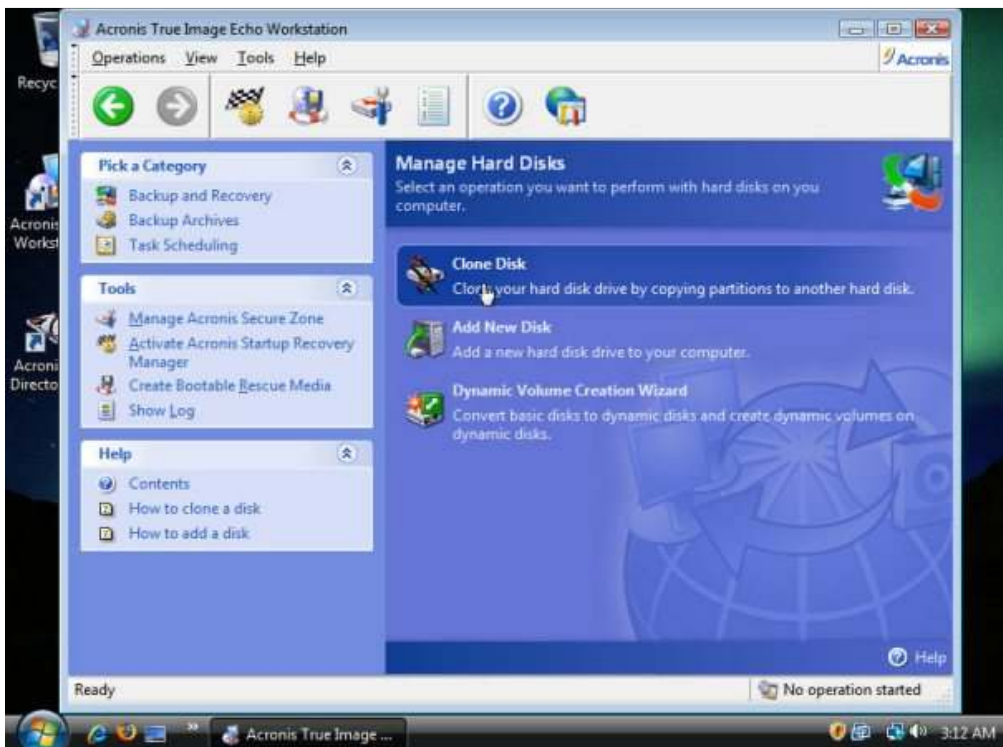 Acronis True Image Echo Workstation
Operations View Tools Help
Acronis
Recyc
Acronis
Workst
Acroni
Directo
Pick a Category
Backup and Recovery
Backup Archives
Task Scheduling
Tools
Manage Acronis Secure Zone
Activate Acronis Startup Recovery
Manager
Create Bootable Rescue Media
Show Log
Help
Contents
How to clone a disk
How to add a disk
Manage Hard Disks
Select an operation you want to perform with hard disks on you
computer.
Clone Disk
Clone your hard disk drive by copying partitions to another hard disk.
Add New Disk
Add a new hard disk drive to your computer.
Dynamic Volume Creation Wizard
Convert basic disks to dynamic disks and create dynamic volumes on
dynamic disks.
Help
Ready
No operation started
Acronis True Image ...
3:12 AM